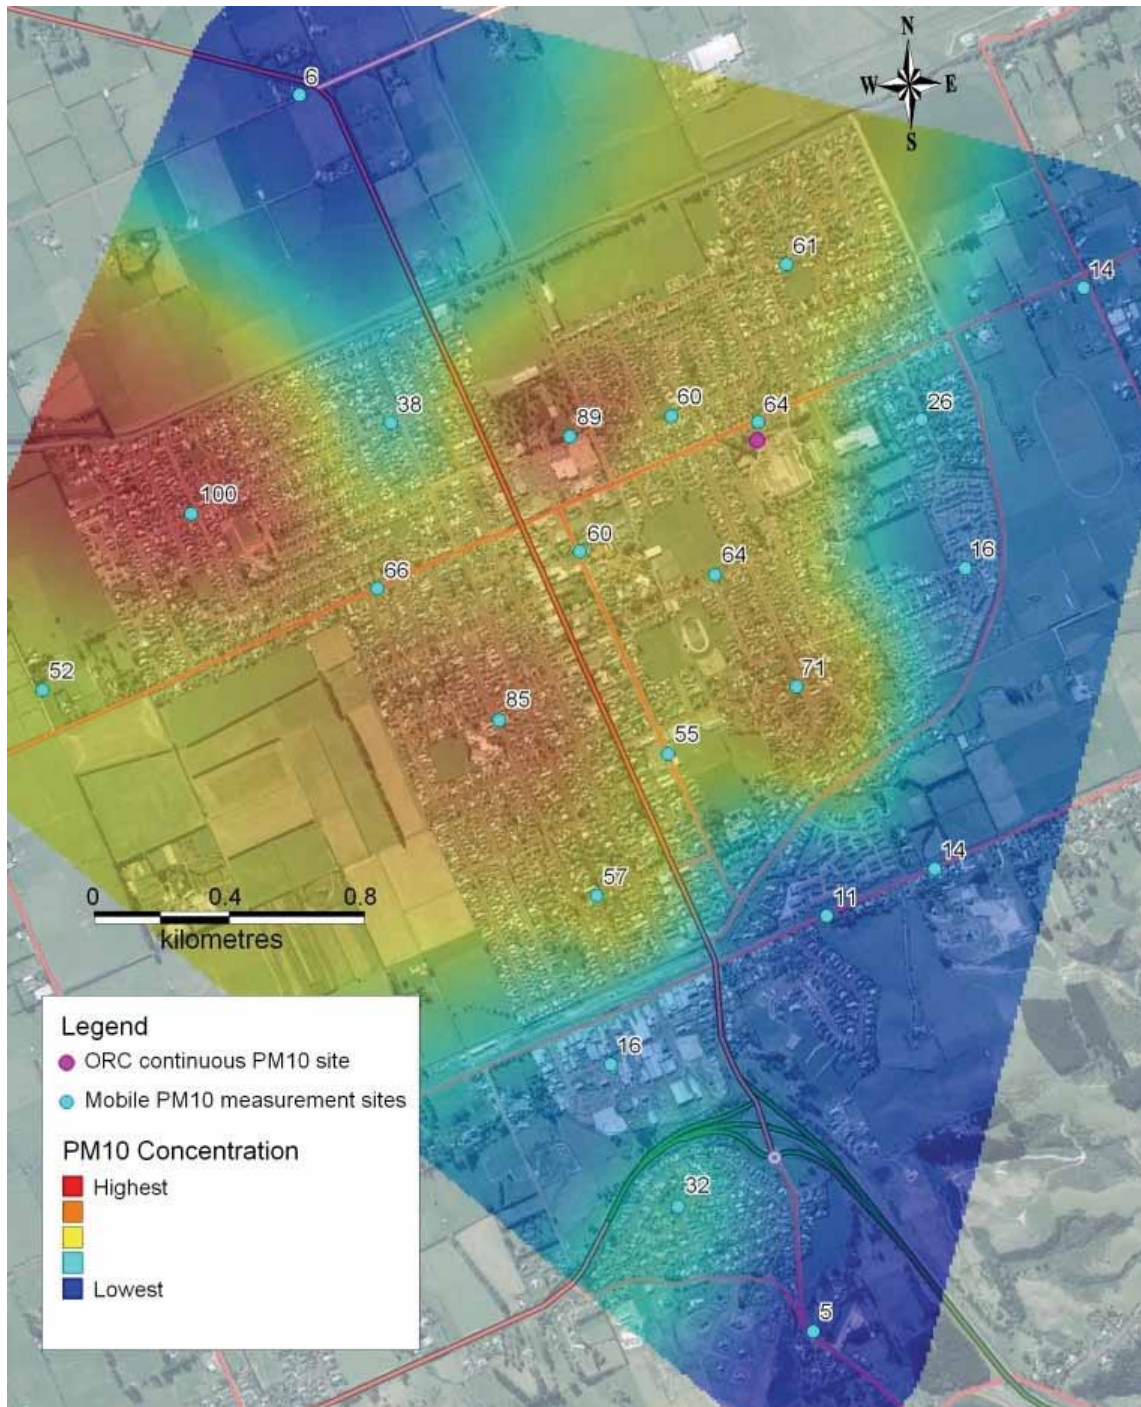 N
W E
S
6
61
14
38
89
60
64
26
100
60
16
66
64
52
71
85
55
57
14
11
0 0.4 0.8
kilometres
Legend
ORC continuous PM10 site
Mobile PM10 measurement sites
PM10 Concentration
Highest
Lowest
16
32
5